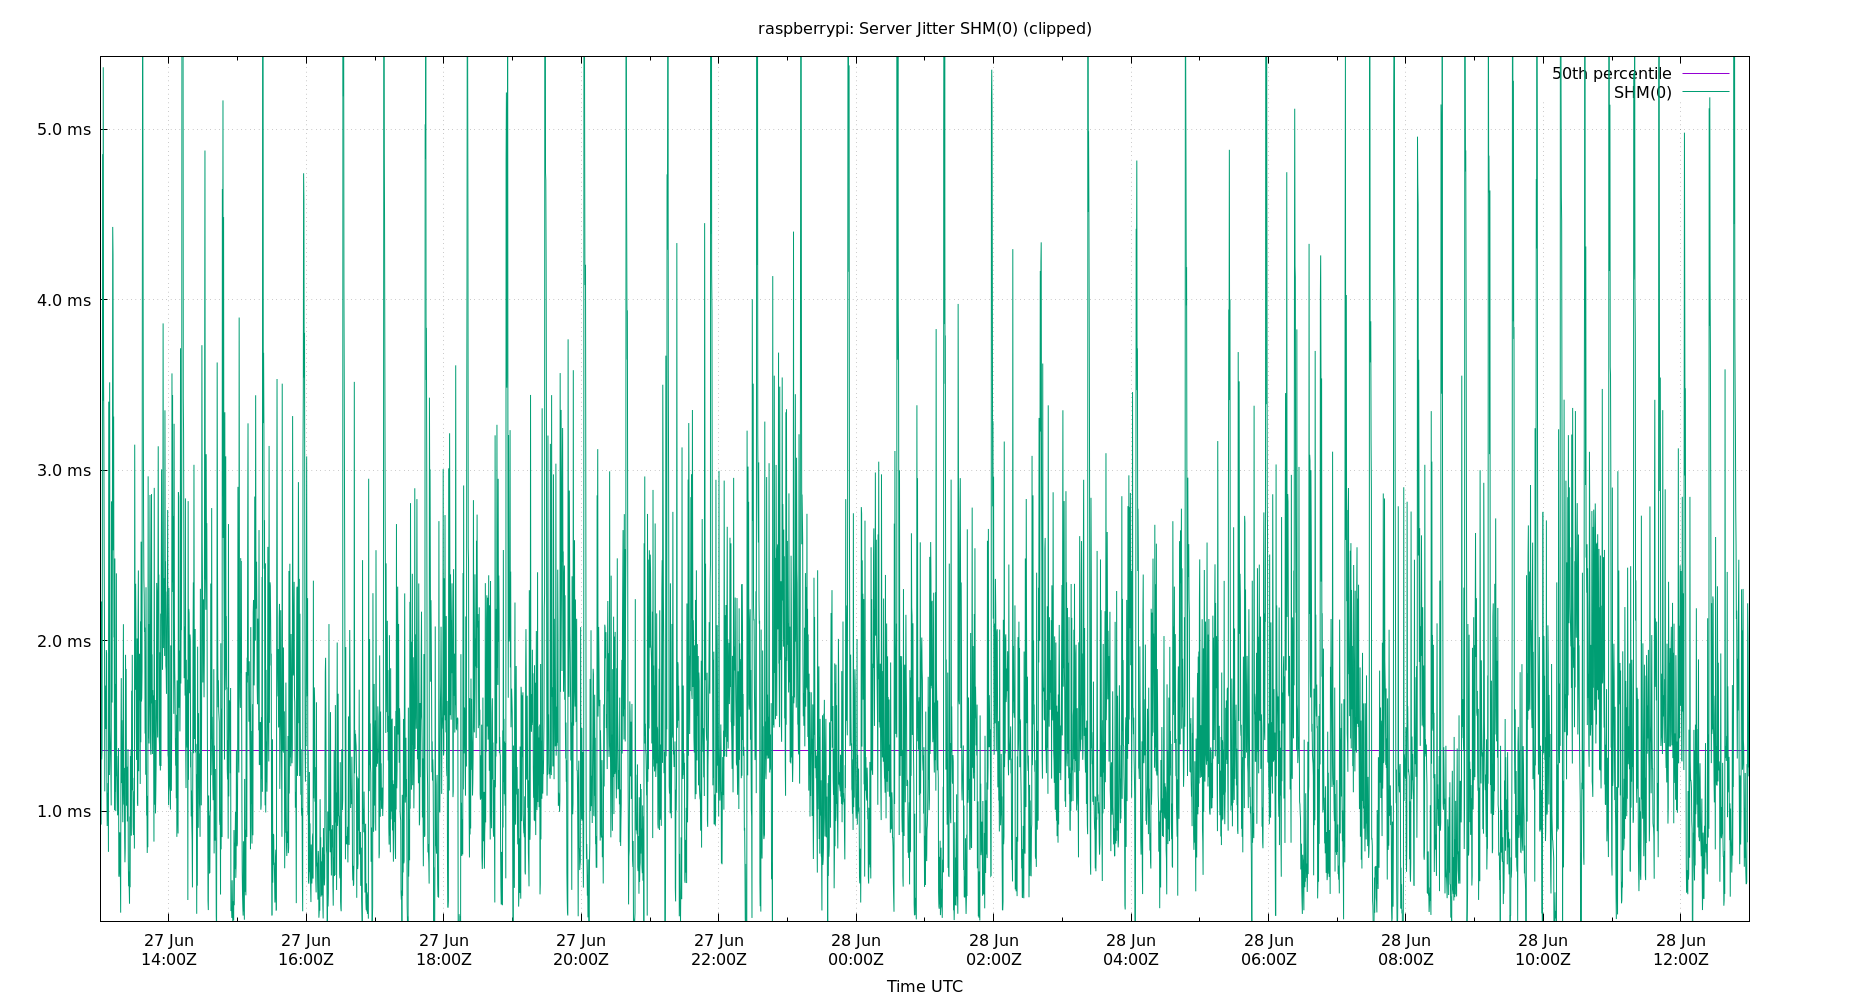 raspberrypi: Server Jitter SHM(0) (clipped)
50th percentile
SHM(0)
5.0 ms
4.0 ms
3.0 ms
2.0 ms
1.0 ms
27 Jun 27 Jun 27 Jun 27 Jun 27 Jun 28 Jun 28 Jun 28 Jun 28 Jun 28 Jun 28 Jun 28 Jun
14:00Z 16:00Z 18:00Z 20:00Z 22:00Z 00:00Z 02:00Z 04:00Z 06:00Z 08:00Z 10:00Z 12:00Z
Time UTC